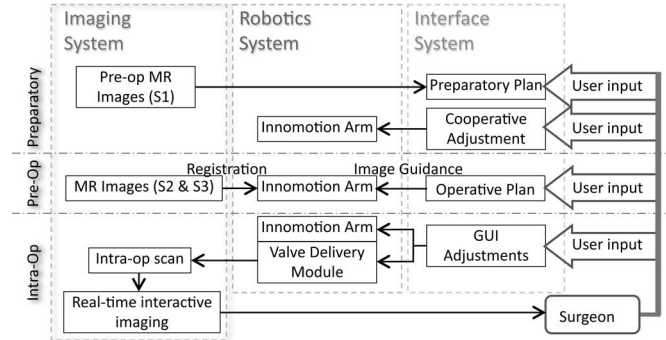 Imaging
System
Robotics
System
Interface
System
Preparatory
Pre-op MR
Images (S1)
Preparatory Plan
User input
Innomotion Arm
Cooperative
Adjustment
User input
Pre-Op
Registration
Image Guidance
MR Images (S2 & S3)
Innomotion Arm
Operative Plan
User input
Intra-Op
Innomotion Arm
Valve Delivery
Module
GUI
Adjustments
User input
Intra-op scan
Real-time interactive
imaging
Surgeon